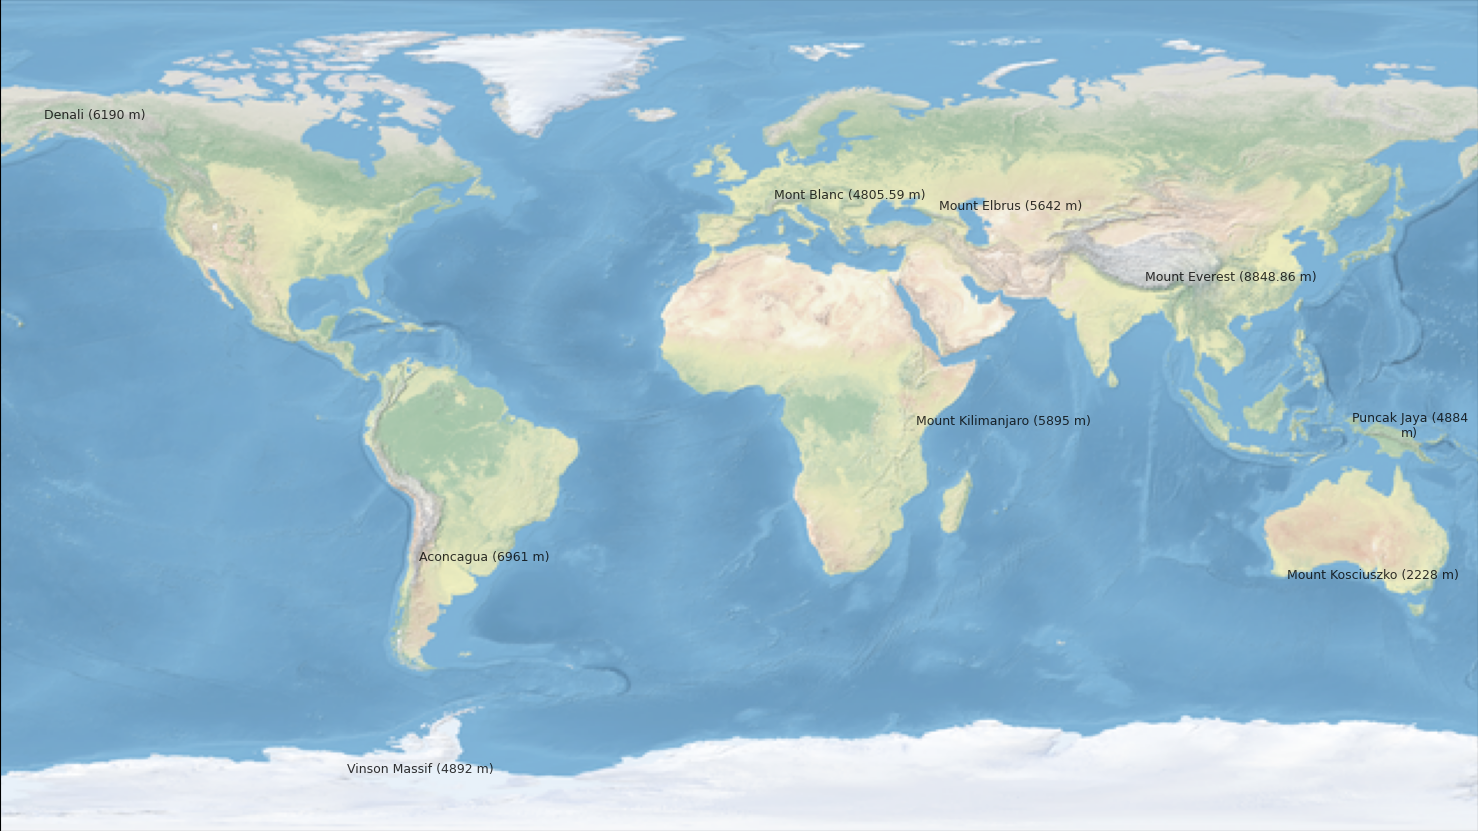 Denali (6190 m)
Mont Blanc (4805.59 m)
Mount Elbrus (5642 m)
Mount Everest (8848.86 m)
Puncak Jaya (4884
m)
Mount Kilimanjaro (5895 m)
Aconcagua (6961 m)
Mount Kosciuszko (2228 m)
Vinson Massif (4892 m)